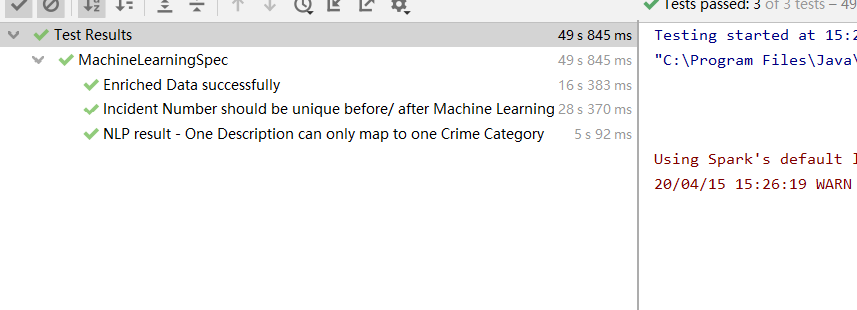 Tests passed: 3 of 3 tests – 49
Test Results 49 s 845 ms
MachineLearningSpec 49 s 845 ms
Enriched Data successfully 16 s 383 ms
Incident Number should be unique before/ after Machine Learning 28 s 370 ms
NLP result - One Description can only map to one Crime Category 5 s 92 ms
Testing started at 15:2
"C:\Program Files\Java\
Using Spark's default l
20/04/15 15:26:19 WARN